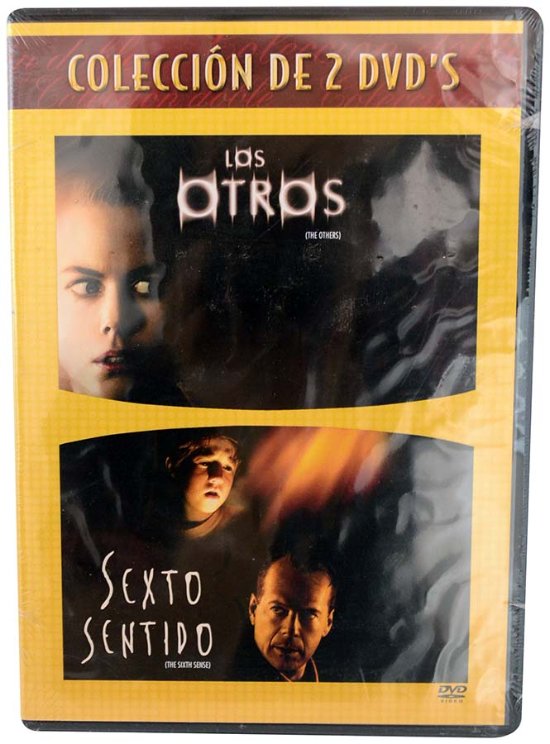 COLECCIÓN DE 2 DVD'S
LOS
OTROS
(THE OTHERS)
SEXTO
SENTIDO
(THE SIXTH SENSE)
DVD
VIDEO